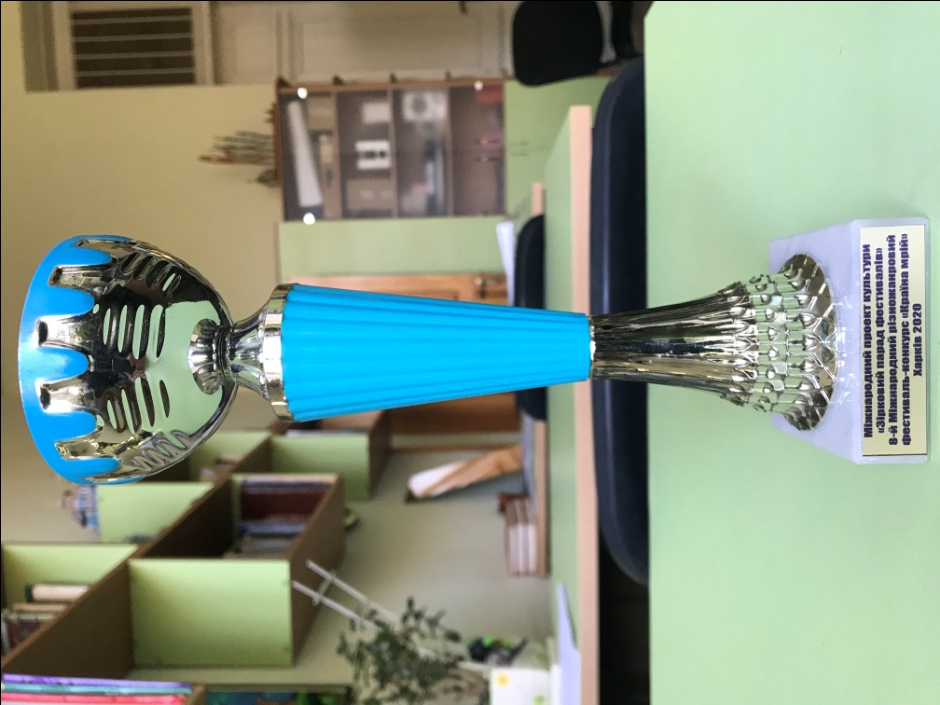 Міжнародний проект культури
«Зірковий парад фестивалів»
8-й Міжнародний різножанровий
фестиваль-конкурс «Країна мрій»
Харків 2020